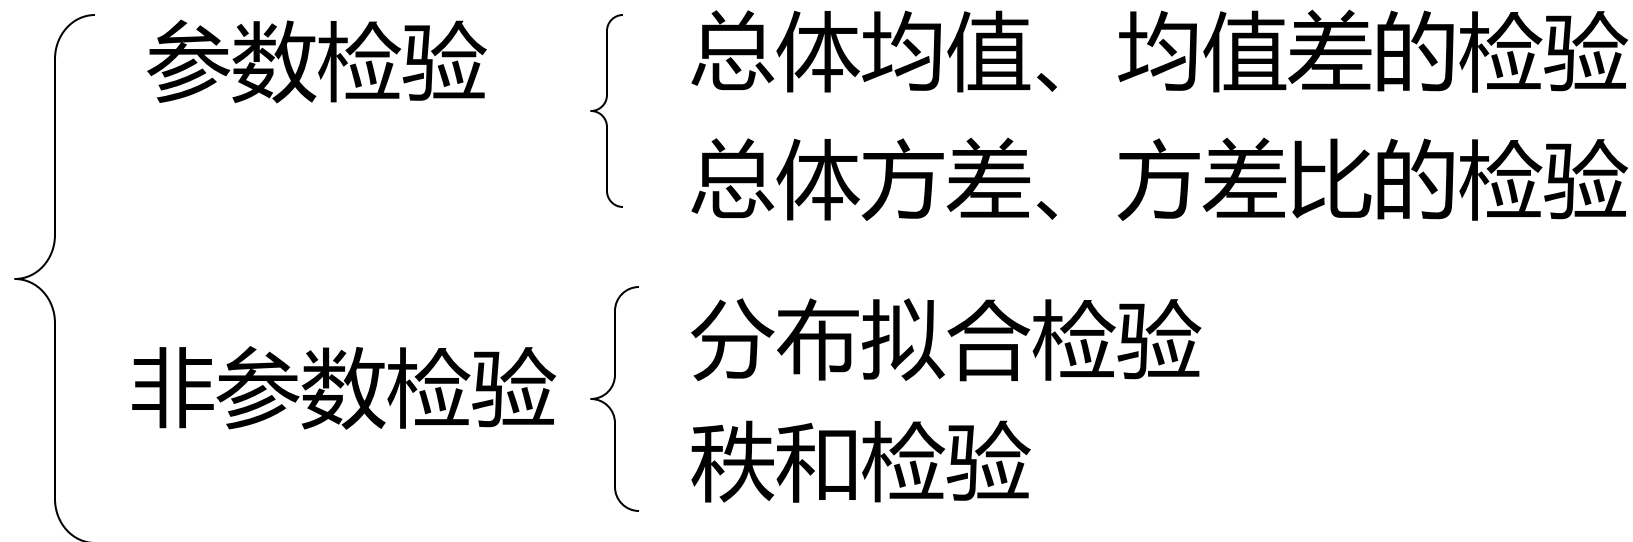 参数检验
总体均值、均值差的检验
总体方差、方差比的检验
非参数检验
分布拟合检验
秩和检验